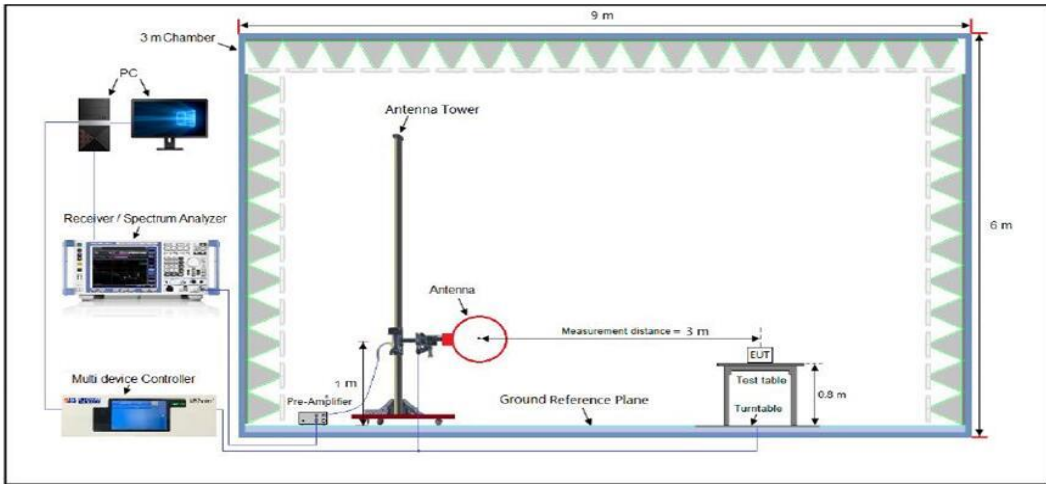 9 m
3 m Chamber
PC
Antenna Tower
Receiver / Spectrum Analyzer
6 m
Antenna
Measurement distance = 3 m
EUT
1 m
Multi device Controller
Test table
0.8 m
Pre-Amplifier
Ground Reference Plane
Turntable